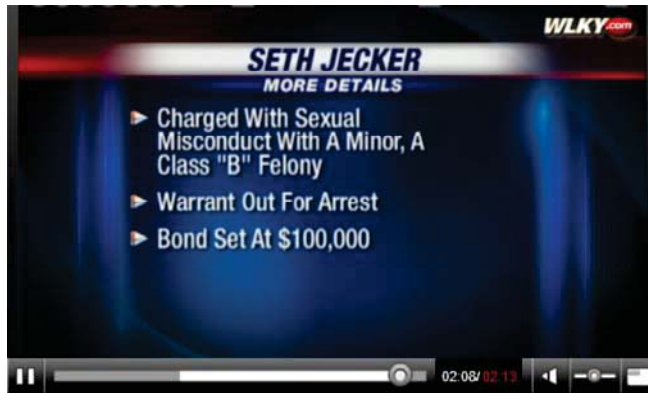 WLKY.com
SETH JECKER
MORE DETAILS
Charged With Sexual
Misconduct With A Minor, A
Class "B" Felony
Warrant Out For Arrest
Bond Set At $100,000
02:08/02:13